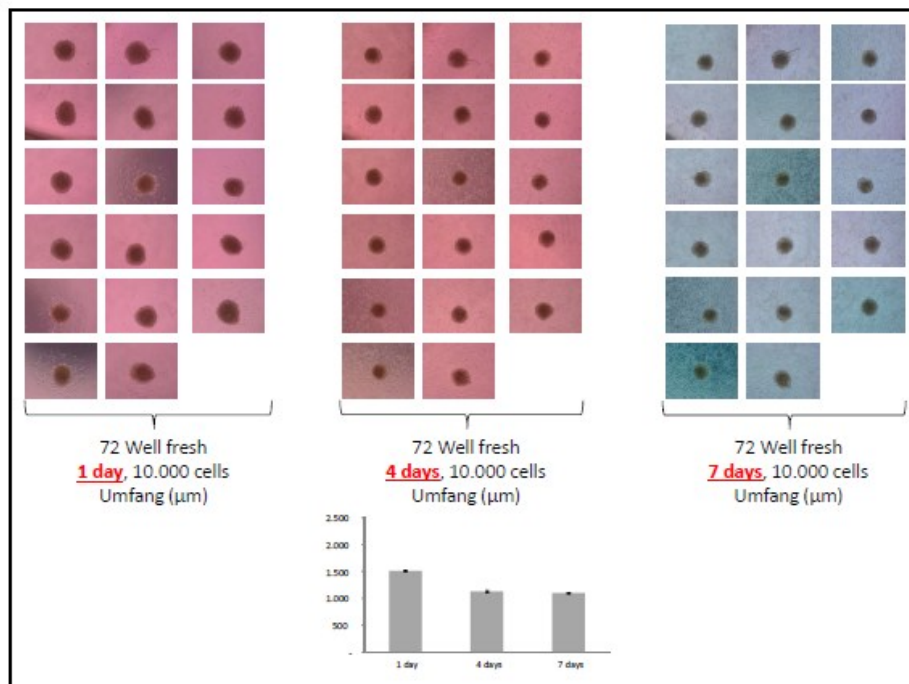 72 Well fresh
1 day, 10.000 cells
Umfang (µm)
72 Well fresh
4 days, 10.000 cells
Umfang (µm)
72 Well fresh
7 days, 10.000 cells
Umfang (µm)
2.500
2.000
1.500
1.000
500
-
1 day
4 days
7 days